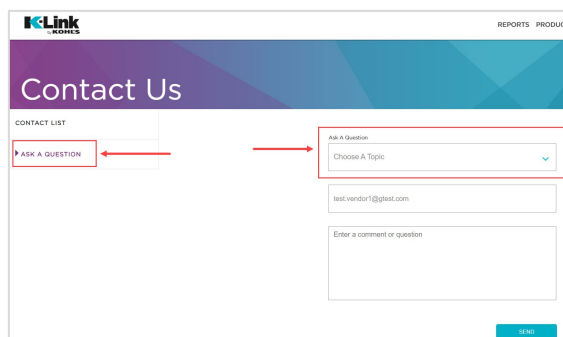 K-Link
by KOHL'S
REPORTS PRODUC
Contact Us
CONTACT LIST
ASK A QUESTION
Ask A Question
Choose A Topic
test.vendor1@gtest.com
Enter a comment or question
SEND